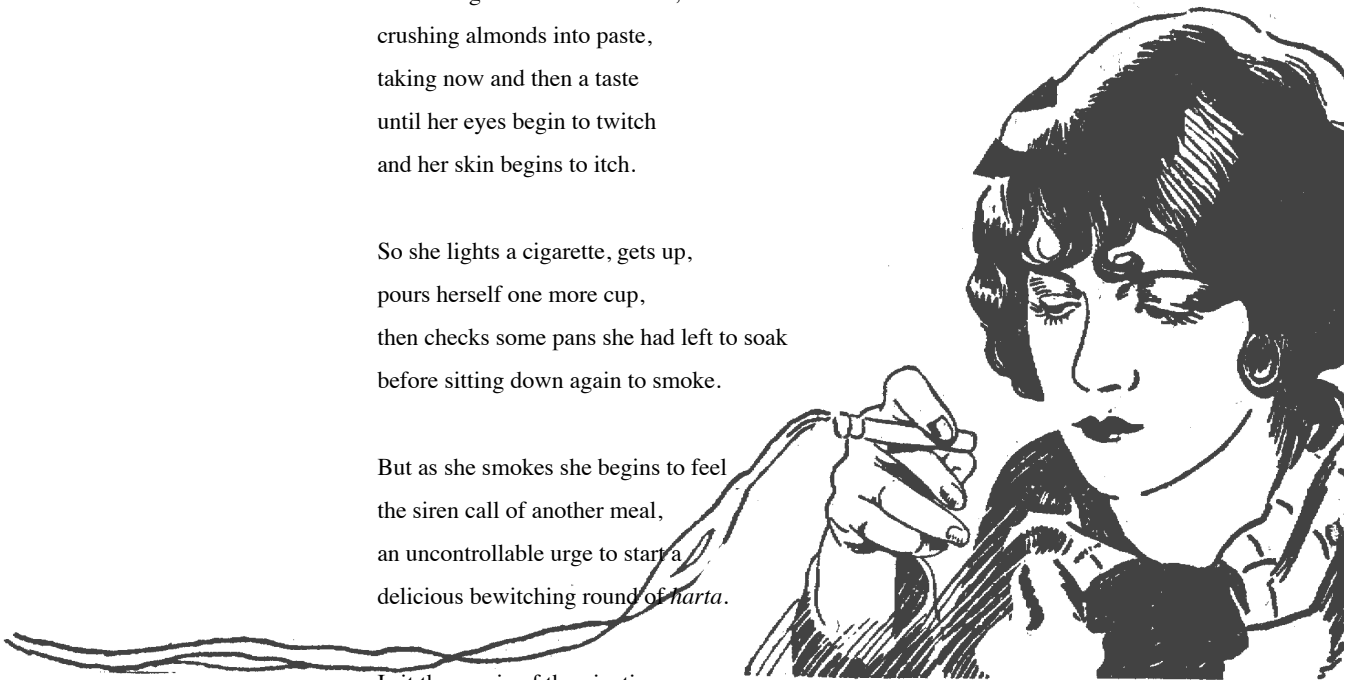 crushing almonds into paste,
taking now and then a taste
until her eyes begin to twitch
and her skin begins to itch.
So she lights a cigarette, gets up,
pours herself one more cup,
then checks some pans she had left to soak
before sitting down again to smoke.
But as she smokes she begins to feel
the siren call of another meal,
an uncontrollable urge to start a
delicious bewitching round of harta.